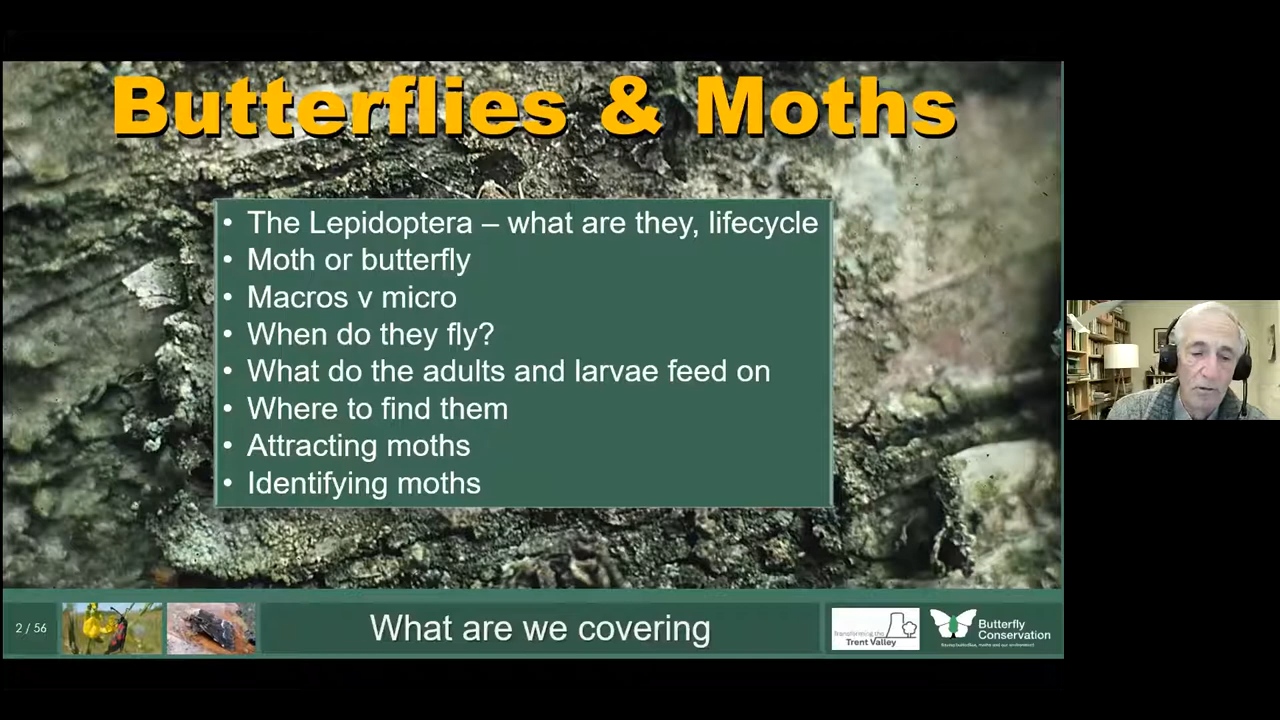 Butterflies & Moths
• The Lepidoptera – what are they, lifecycle
• Moth or butterfly
• Macros v micro
• When do they fly?
• What do the adults and larvae feed on
• Where to find them
• Attracting moths
• Identifying moths
2 / 56
What are we covering
Transforming the
Trent Valley
Butterfly
Conservation